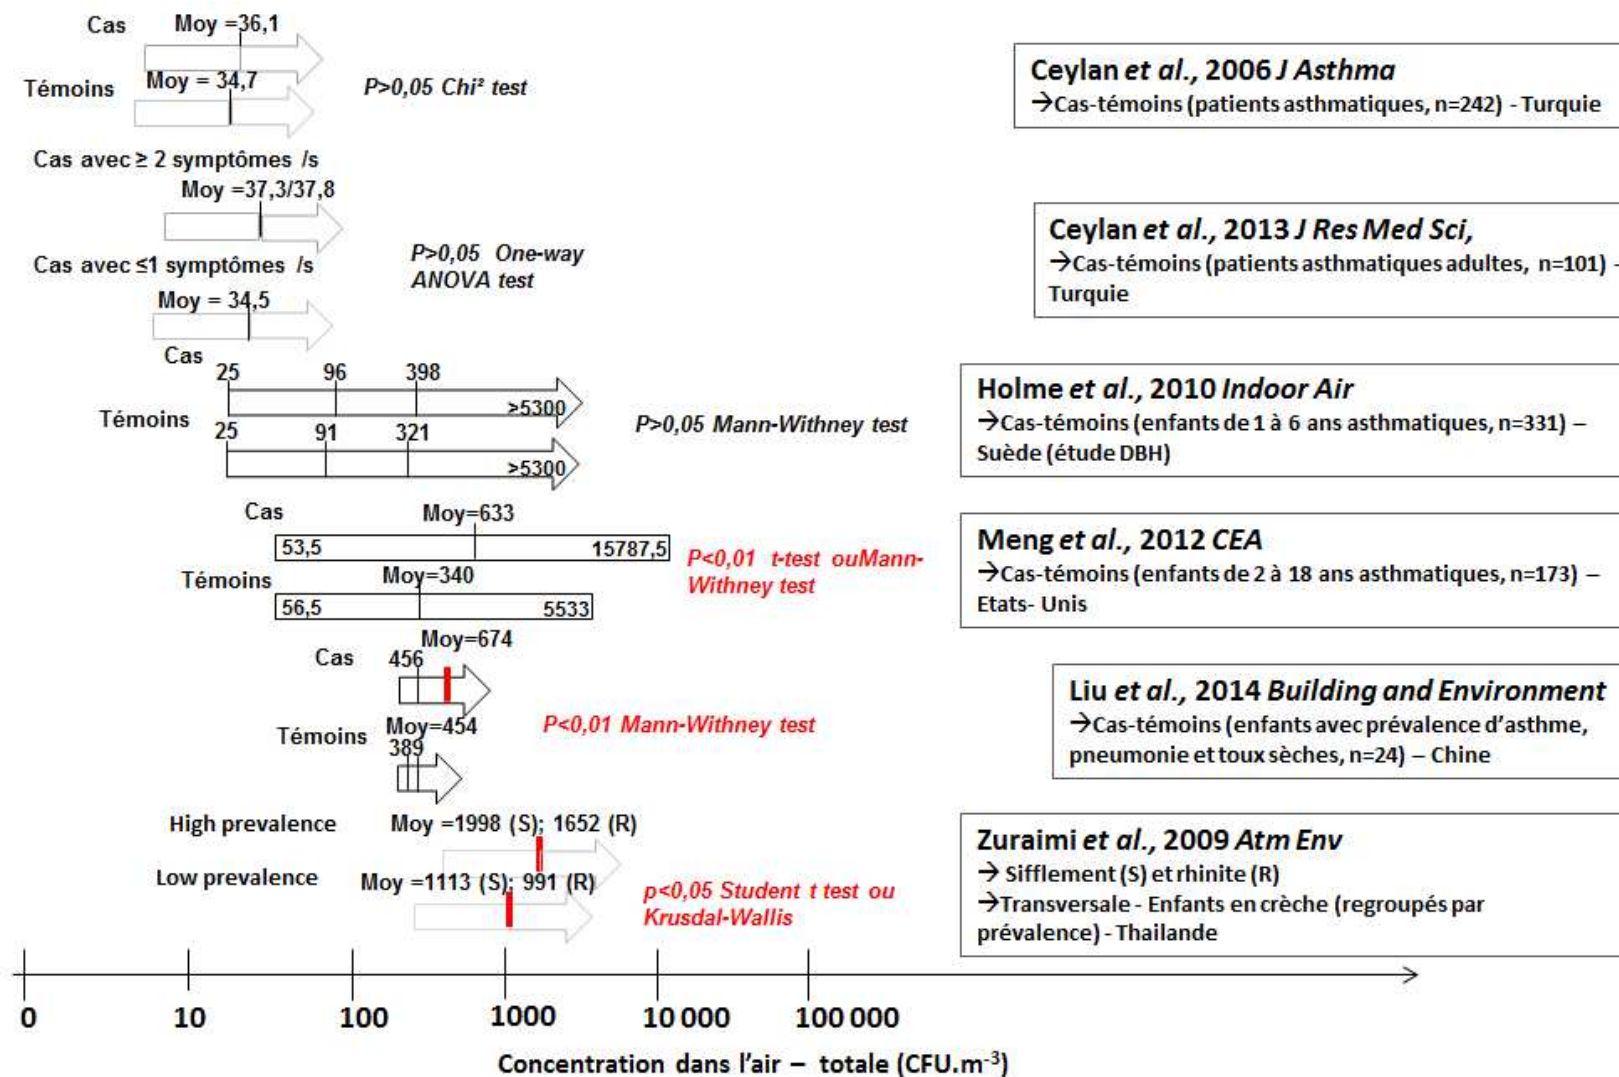 Cas
Moy =36,1
Témoins
Moy = 34,7
P>0,05 Chi² test
Ceylan et al., 2006 J Asthma
→Cas-témoins (patients asthmatiques, n=242) - Turquie
Cas avec ≥ 2 symptômes /s
Moy =37,3/37,8
Cas avec ≤1 symptômes /s
Moy = 34,5
P>0,05 One-way
ANOVA test
Ceylan et al., 2013 J Res Med Sci,
→Cas-témoins (patients asthmatiques adultes, n=101) -
Turquie
Cas
25
96
398
>5300
Témoins
25
91
321
>5300
P>0,05 Mann-Withney test
Holme et al., 2010 Indoor Air
→Cas-témoins (enfants de 1 à 6 ans asthmatiques, n=331) –
Suède (étude DBH)
Cas
Moy=633
53,5
15787,5
Témoins
Moy=340
56,5
5533
P<0,01 t-test ouMann-
Withney test
Meng et al., 2012 CEA
→Cas-témoins (enfants de 2 à 18 ans asthmatiques, n=173) –
Etats- Unis
Moy=674
Cas
456
Moy=454
Témoins
389
P<0,01 Mann-Withney test
Liu et al., 2014 Building and Environment
→Cas-témoins (enfants avec prévalence d'asthme,
pneumonie et toux sèches, n=24) – Chine
High prevalence
Moy =1998 (S); 1652 (R)
Low prevalence
Moy =1113 (S); 991 (R)
p<0,05 Student t test ou
Krusdal-Wallis
Zuraimi et al., 2009 Atm Env
→ Sifflement (S) et rhinite (R)
→Transversale - Enfants en crèche (regroupés par
prévalence) - Thailande
0
10
100
1000
10 000
100 000
Concentration dans l'air – totale (CFU.m⁻³)